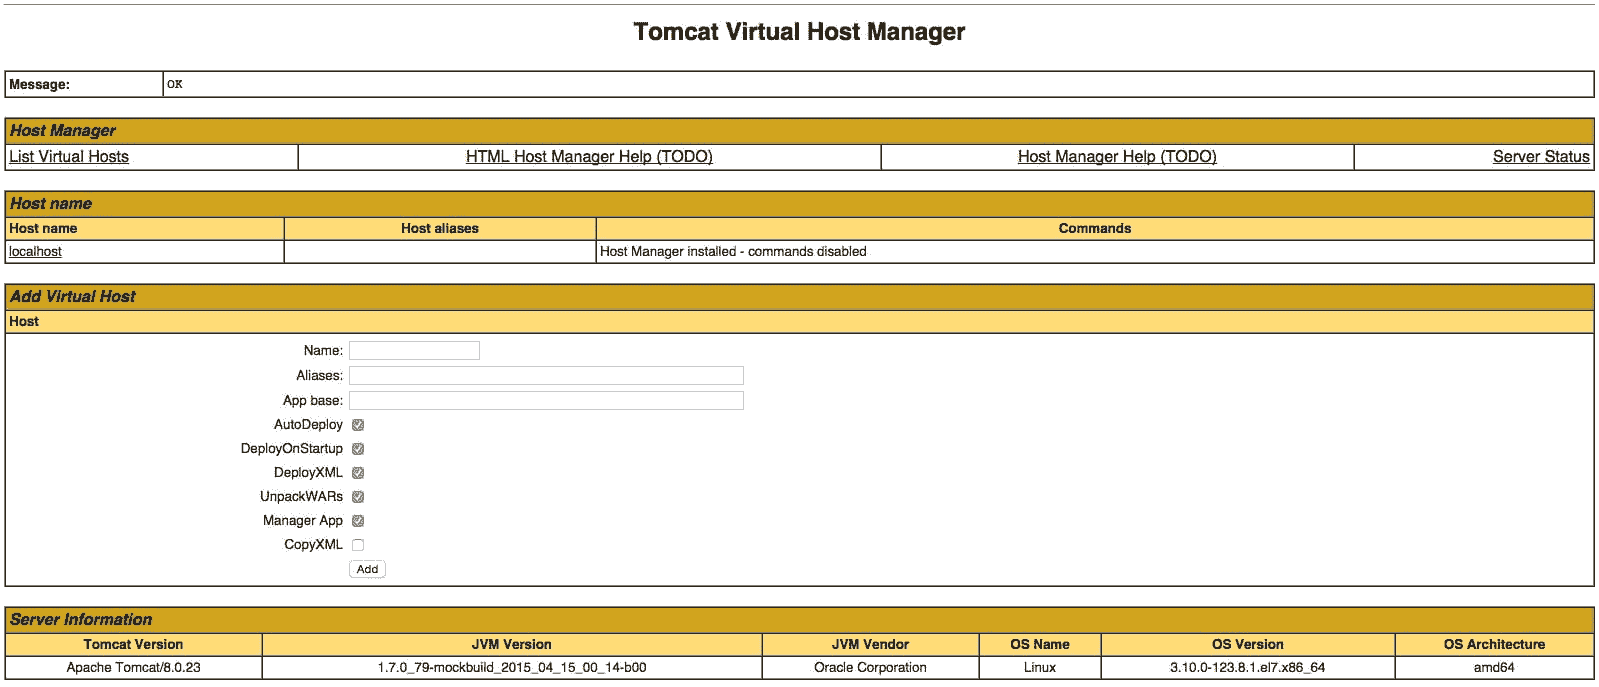 Tomcat Virtual Host Manager
Message: OK
Host Manager
List Virtual Hosts HTML Host Manager Help (TODO) Host Manager Help (TODO) Server Status
Host name
Host name Host aliases Commands
localhost Host Manager installed - commands disabled
Add Virtual Host
Host
Name:
Aliases:
App base:
AutoDeploy
DeployOnStartup
DeployXML
UnpackWARs
Manager App
CopyXML
Add
Server Information
Tomcat Version JVM Version JVM Vendor OS Name OS Version OS Architecture
Apache Tomcat/8.0.23 1.7.0_79-mockbuild_2015_04_15_00_14-b00 Oracle Corporation Linux 3.10.0-123.8.1.el7.x86_64 amd64